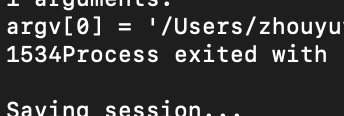 1 arguments:
argv[0] = '/Users/zhouyu
1534Process exited with
Saving session...